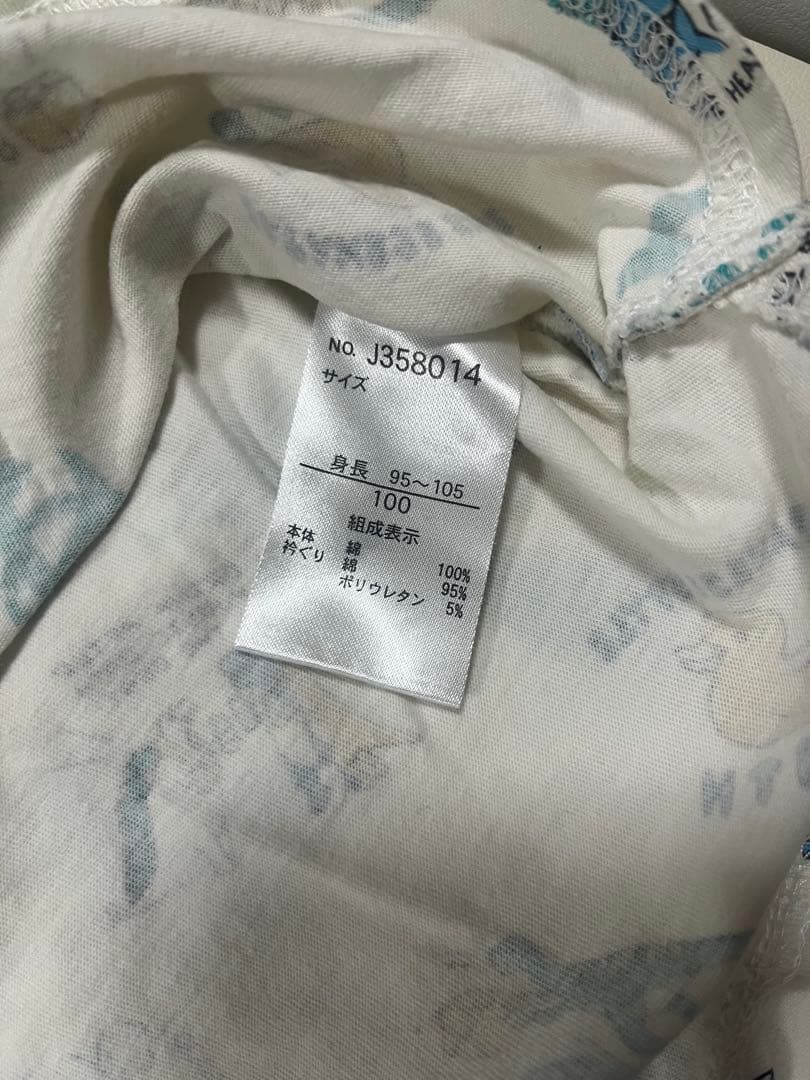 HEA
NO. J358014
サイズ
身長 95～105
100
組成表示
本体 綿 100%
衿ぐり 綿 95%
ポリウレタン 5%